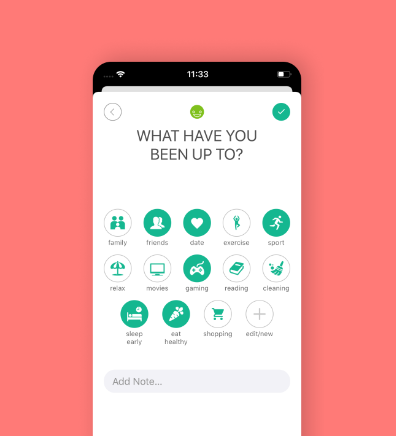 11:33
WHAT HAVE YOU
BEEN UP TO?
family friends date exercise sport
relax movies gaming reading cleaning
sleep early eat healthy shopping edit/new
Add Note...